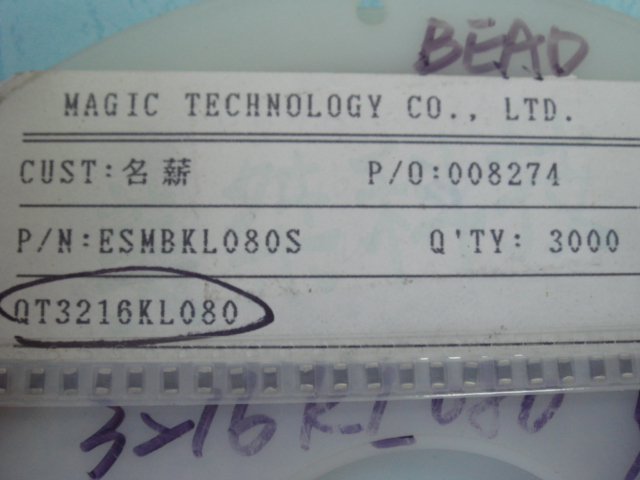 BEAD
MAGIC TECHNOLOGY CO., LTD.
CUST:名薪 P/O:008274
P/N:ESMBKL080S Q'TY: 3000
QT3216KL080
3216KL080